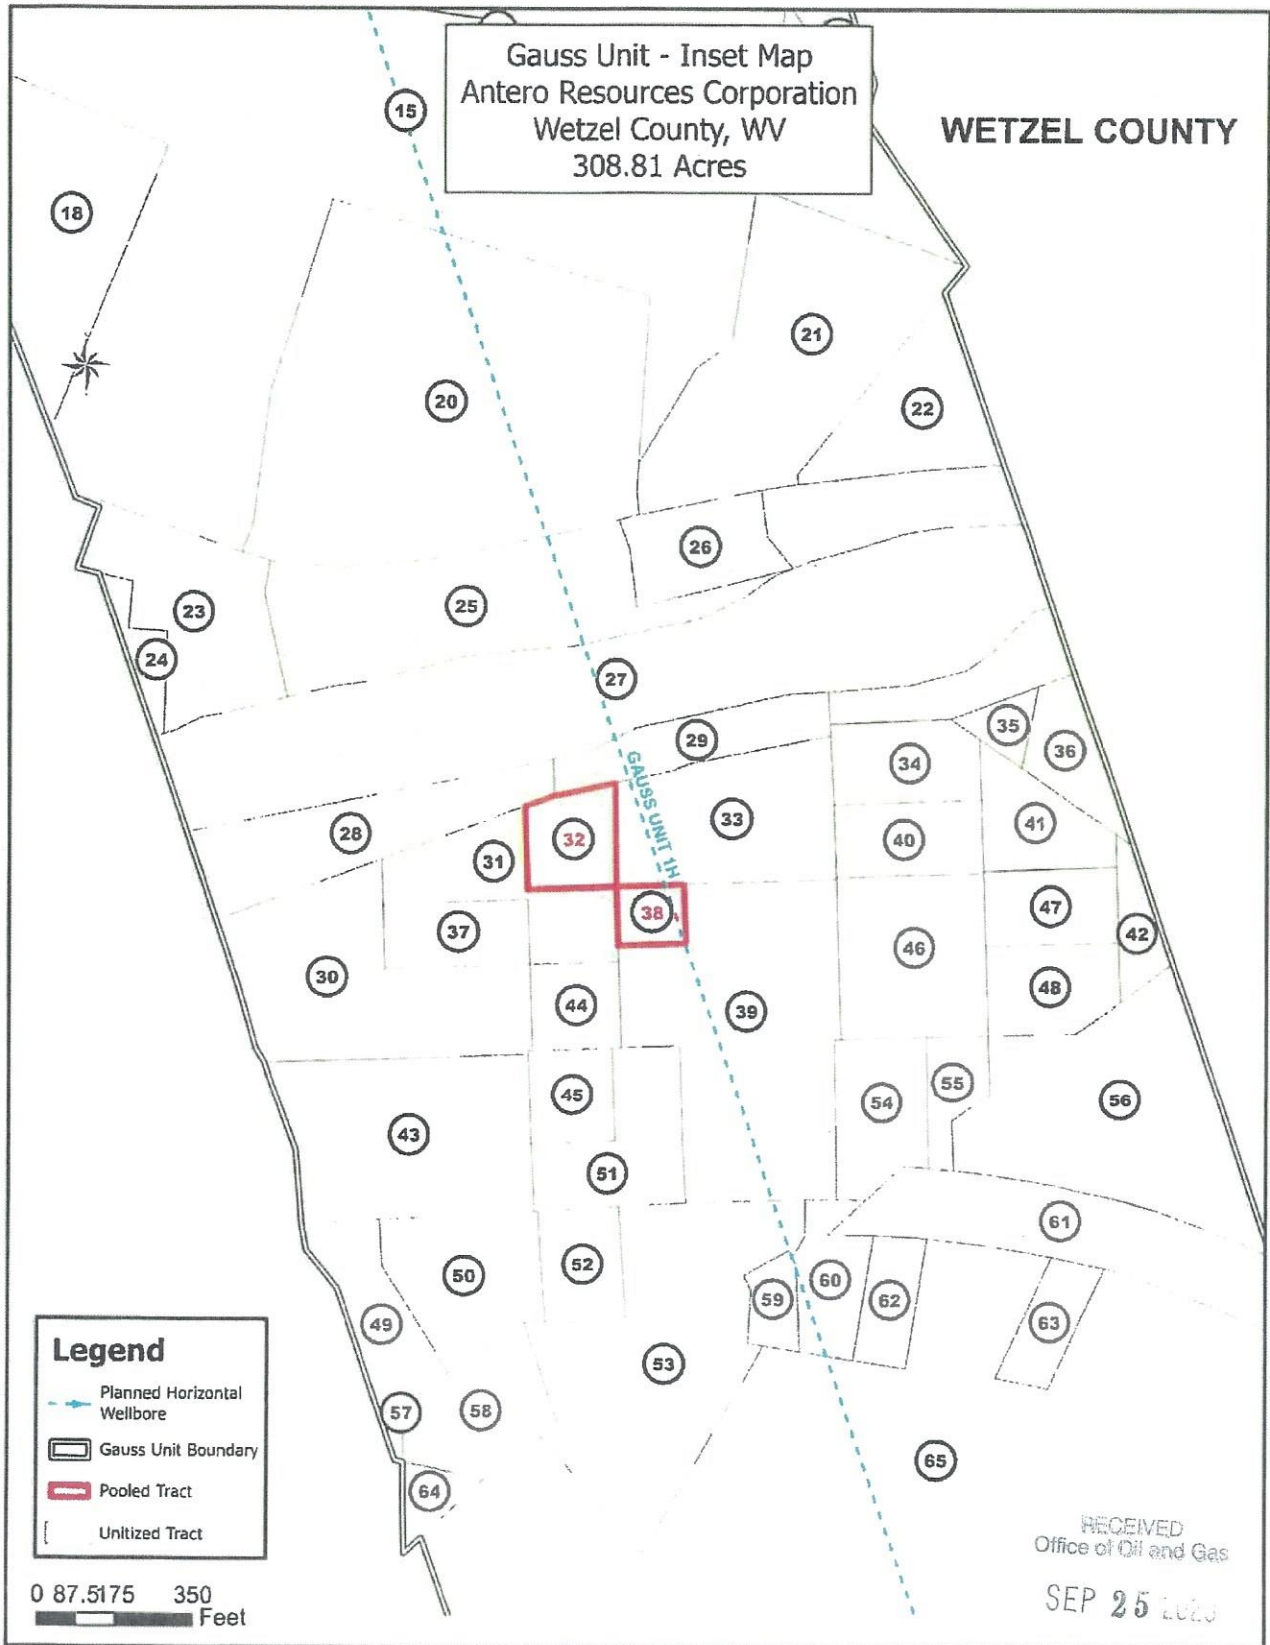 Gauss Unit - Inset Map
Antero Resources Corporation
Wetzel County, WV
308.81 Acres
WETZEL COUNTY
15
18
21
20
22
26
25
23
24
27
29
35
36
34
33
41
28
32
40
31
47
38
37
42
46
30
48
44
39
GAUSS UNIT 1H
55
45
56
54
43
51
61
52
50
60
59
62
49
63
53
58
57
65
64
Legend
Planned Horizontal
Wellbore
Gauss Unit Boundary
Pooled Tract
Unitized Tract
0 87.5175 350
Feet
RECEIVED
Office of Oil and Gas
SEP 25